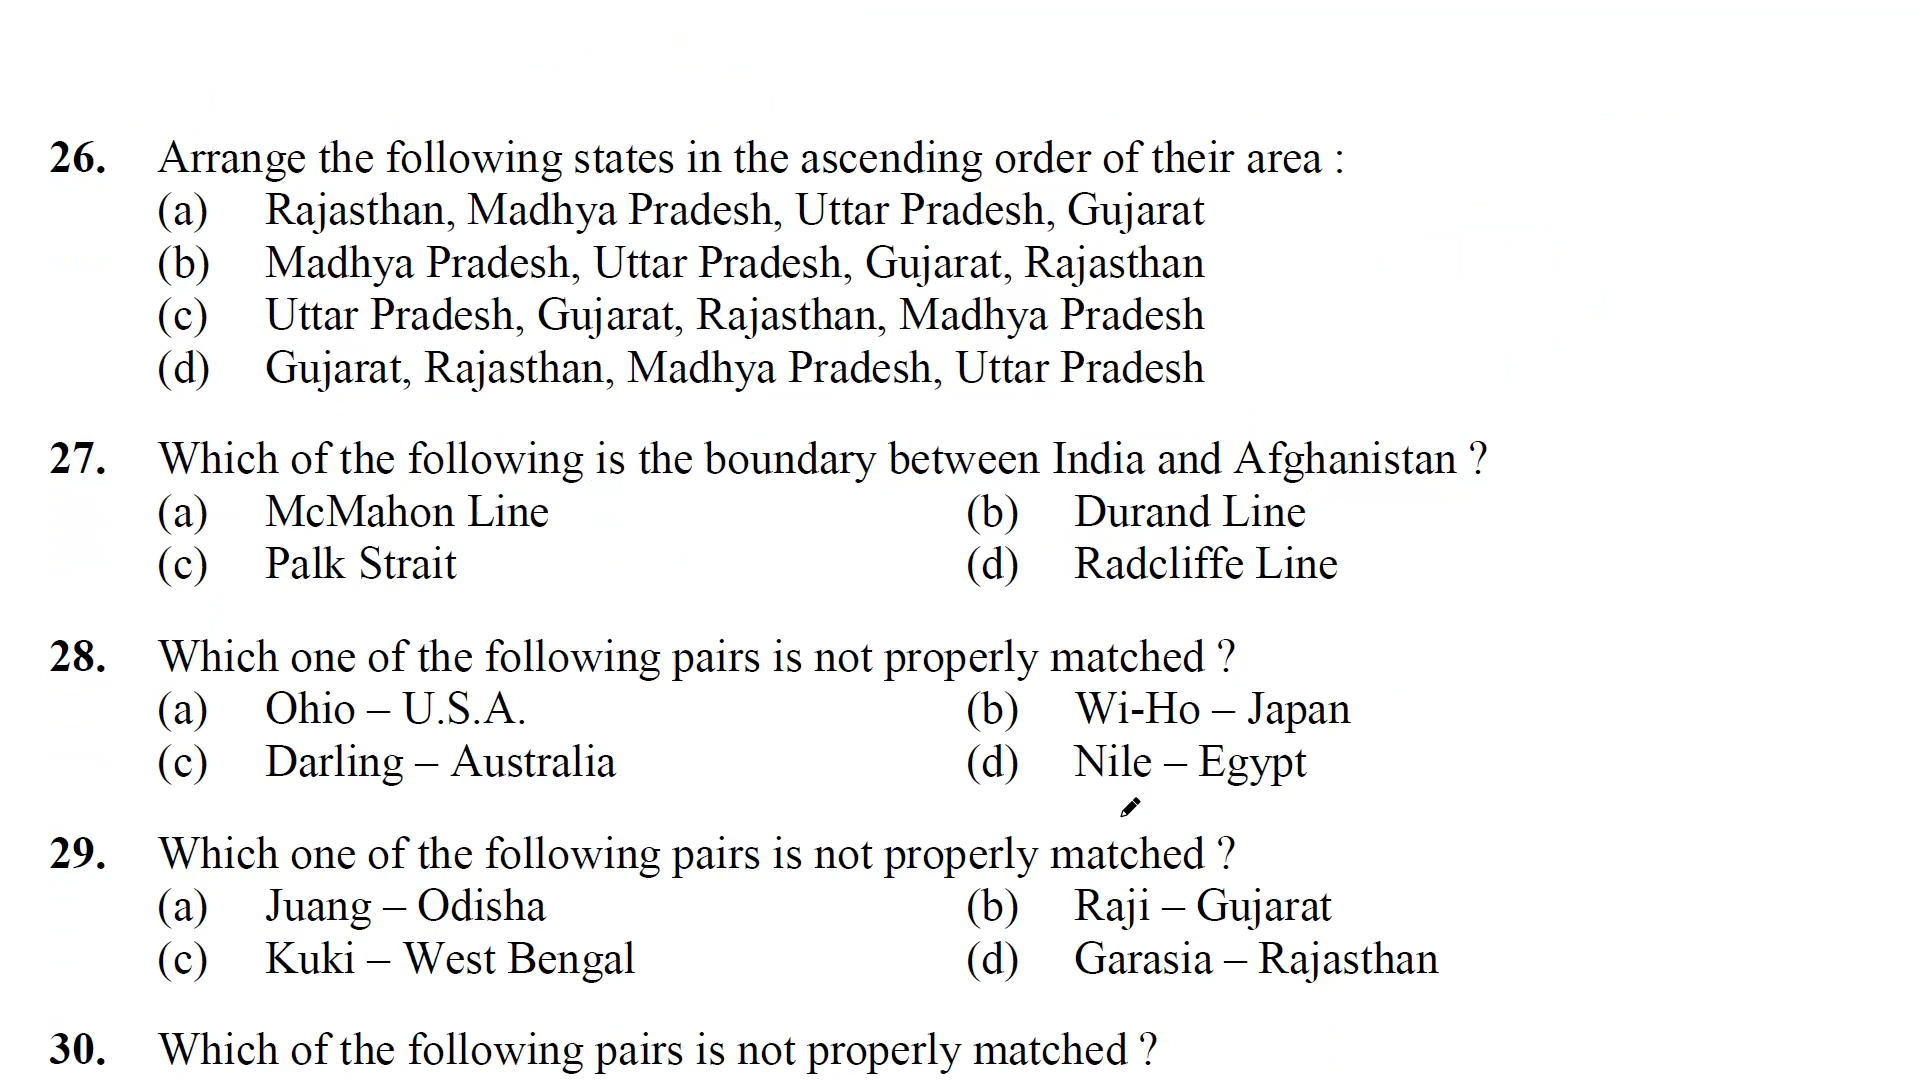 26. Arrange the following states in the ascending order of their area :
(a) Rajasthan, Madhya Pradesh, Uttar Pradesh, Gujarat
(b) Madhya Pradesh, Uttar Pradesh, Gujarat, Rajasthan
(c) Uttar Pradesh, Gujarat, Rajasthan, Madhya Pradesh
(d) Gujarat, Rajasthan, Madhya Pradesh, Uttar Pradesh
27. Which of the following is the boundary between India and Afghanistan ?
(a) McMahon Line (b) Durand Line
(c) Palk Strait (d) Radcliffe Line
28. Which one of the following pairs is not properly matched ?
(a) Ohio – U.S.A. (b) Wi-Ho – Japan
(c) Darling – Australia (d) Nile – Egypt
29. Which one of the following pairs is not properly matched ?
(a) Juang – Odisha (b) Raji – Gujarat
(c) Kuki – West Bengal (d) Garasia – Rajasthan
30. Which of the following pairs is not properly matched ?